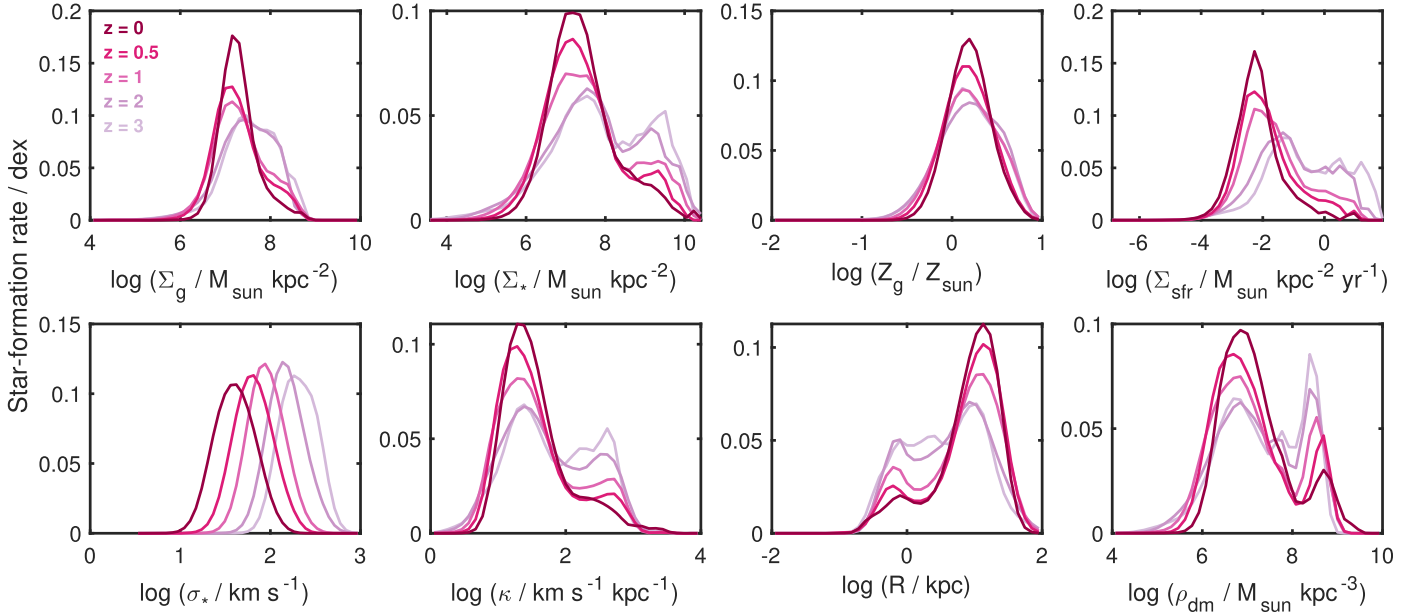 Star-formation rate / dex
0.2
0.15
0.1
0.05
0
z = 0
z = 0.5
z = 1
z = 2
z = 3
4 6 8 10
log (Σg / Msun kpc-2)
0.1
0.05
0
4 6 8 10
log (Σ* / Msun kpc-2)
0.15
0.1
0.05
0
-2 -1 0 1
log (Zg / Zsun)
0.2
0.15
0.1
0.05
0
-6 -4 -2 0
log (Σsfr / Msun kpc-2 yr-1)
0.15
0.1
0.05
0
0 1 2 3
log (σ* / km s-1)
0.1
0.05
0
0 2 4
log (κ / km s-1 kpc-1)
0.1
0.05
0
-2 0 2
log (R / kpc)
0.1
0.05
0
4 6 8 10
log (ρdm / Msun kpc-3)